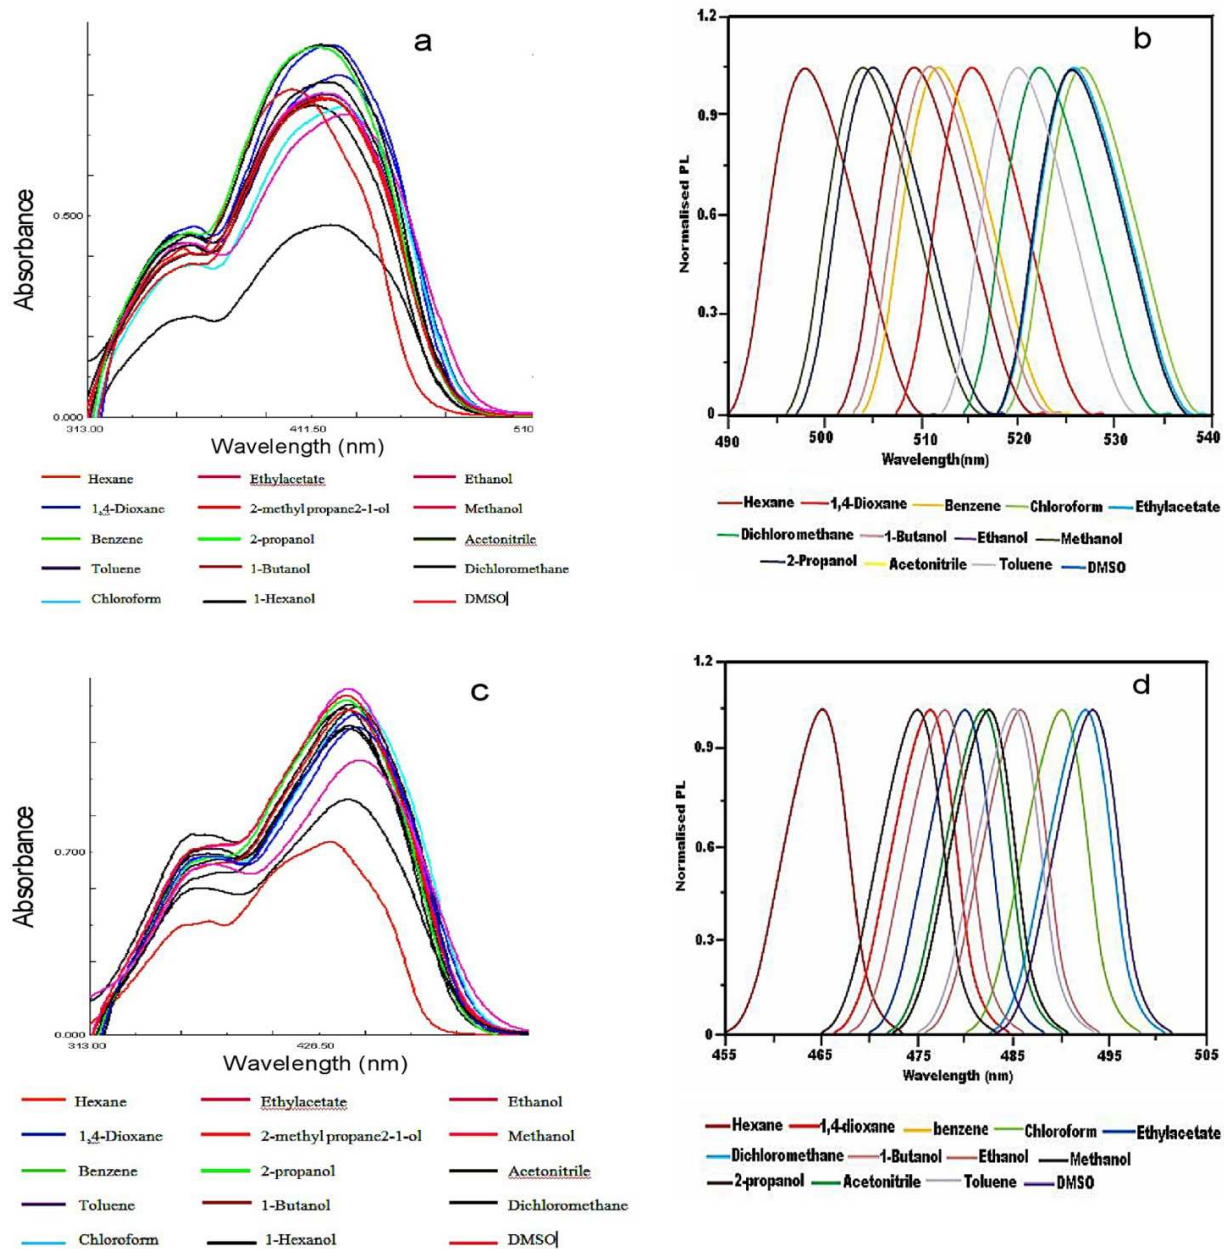 a
Absorbance
0.500
0.000
313.00 411.50 510
Wavelength (nm)
Hexane Ethylacetate Ethanol
1,4-Dioxane 2-methyl propane2-1-ol Methanol
Benzene 2-propanol Acetonitrile
Toluene 1-Butanol Dichloromethane
Chloroform 1-Hexanol DMSO
b
Normalised PL
1.2
0.9
0.6
0.3
0
490 500 510 520 530 540
Wavelength(nm)
Hexane 1,4-Dioxane Benzene Chloroform Ethylacetate
Dichloromethane 1-Butanol Ethanol Methanol
2-Propanol Acetonitrile Toluene DMSO
c
Absorbance
0.700
0.000
313.00 426.50
Wavelength (nm)
Hexane Ethylacetate Ethanol
1,4-Dioxane 2-methyl propane2-1-ol Methanol
Benzene 2-propanol Acetonitrile
Toluene 1-Butanol Dichloromethane
Chloroform 1-Hexanol DMSO
d
Normalised PL
1.2
0.9
0.6
0.3
0
455 465 475 485 495 505
Wavelength (nm)
Hexane 1,4-dioxane benzene Chloroform Ethylacetate
Dichloromethane 1-Butanol Ethanol Methanol
2-propanol Acetonitrile Toluene DMSO